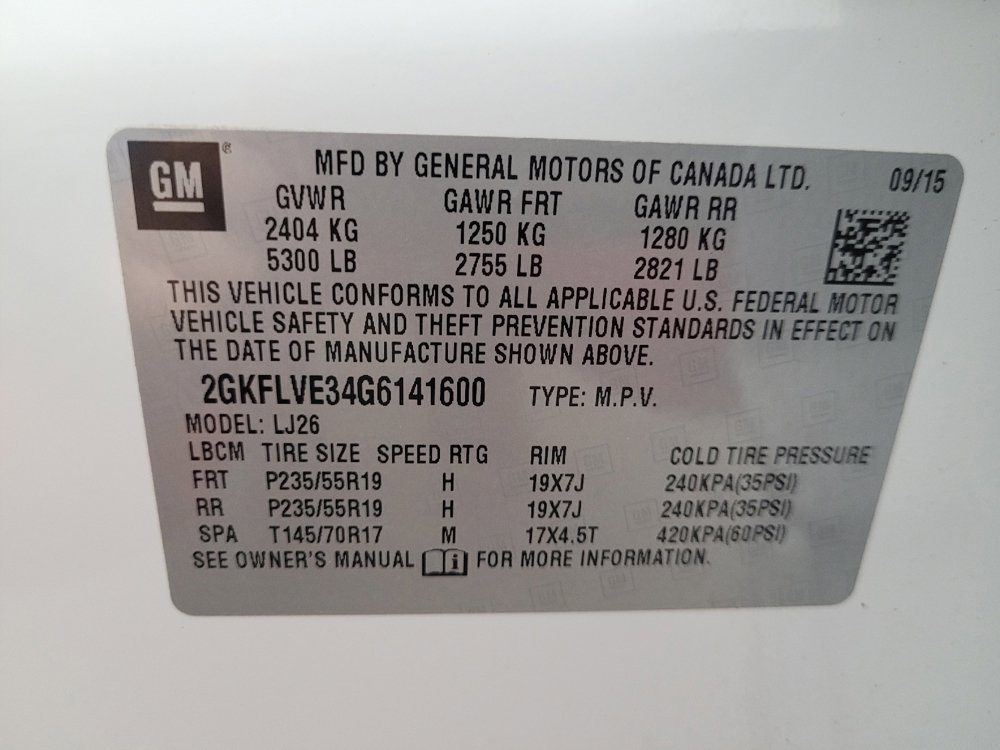 GM ® MFD BY GENERAL MOTORS OF CANADA LTD. 09/15
GVWR GAWR FRT GAWR RR
2404 KG 1250 KG 1280 KG
5300 LB 2755 LB 2821 LB
THIS VEHICLE CONFORMS TO ALL APPLICABLE U.S. FEDERAL MOTOR
VEHICLE SAFETY AND THEFT PREVENTION STANDARDS IN EFFECT ON
THE DATE OF MANUFACTURE SHOWN ABOVE.
2GKFLVE34G6141600 TYPE: M.P.V.
MODEL: LJ26
LBCM TIRE SIZE SPEED RTG RIM COLD TIRE PRESSURE
FRT P235/55R19 H 19X7J 240KPA(35PSI)
RR P235/55R19 H 19X7J 240KPA(35PSI)
SPA T145/70R17 M 17X4.5T 420KPA(60PSI)
SEE OWNER'S MANUAL i FOR MORE INFORMATION.